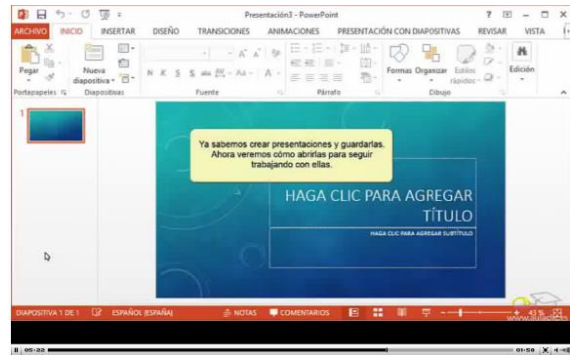 Presentación3 - PowerPoint
ARCHIVO INICIO INSERTAR DISEÑO TRANSICIONES ANIMACIONES PRESENTACIÓN CON DIAPOSITIVAS REVISAR VISTA
Pegar
Nueva
diapositiva
Formas Organizar Estilos
rápidos
Edición
Portapapeles Diapositivas Fuente Párrafo Dibujo
1
Ya sabemos crear presentaciones y guardarlas.
Ahora veremos cómo abrirlas para seguir
trabajando con ellas.
HAGA CLIC PARA AGREGAR
TÍTULO
HAGA CLIC PARA AGREGAR SUBTÍTULO
DIAPOSITIVA 1 DE 1 ESPAÑOL (ESPAÑA) NOTAS COMENTARIOS 43 %
05:22 01:50